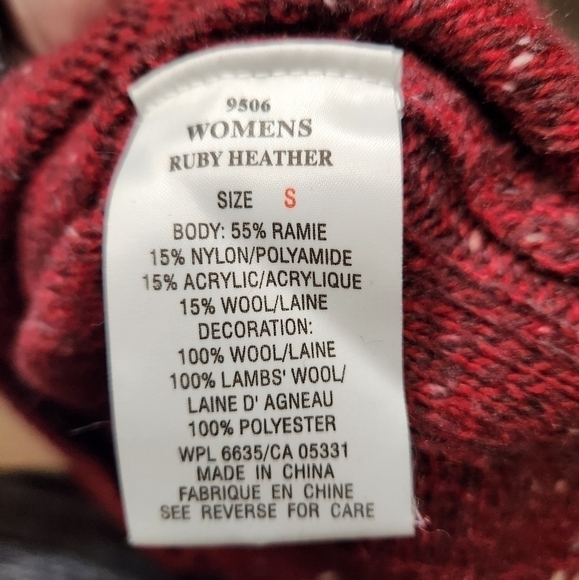 9506
WOMENS
RUBY HEATHER
SIZE S
BODY: 55% RAMIE
15% NYLON/POLYAMIDE
15% ACRYLIC/ACRYLIQUE
15% WOOL/LAINE
DECORATION:
100% WOOL/LAINE
100% LAMBS' WOOL/
LAINE D' AGNEAU
100% POLYESTER
WPL 6635/CA 05331
MADE IN CHINA
FABRIQUE EN CHINE
SEE REVERSE FOR CARE